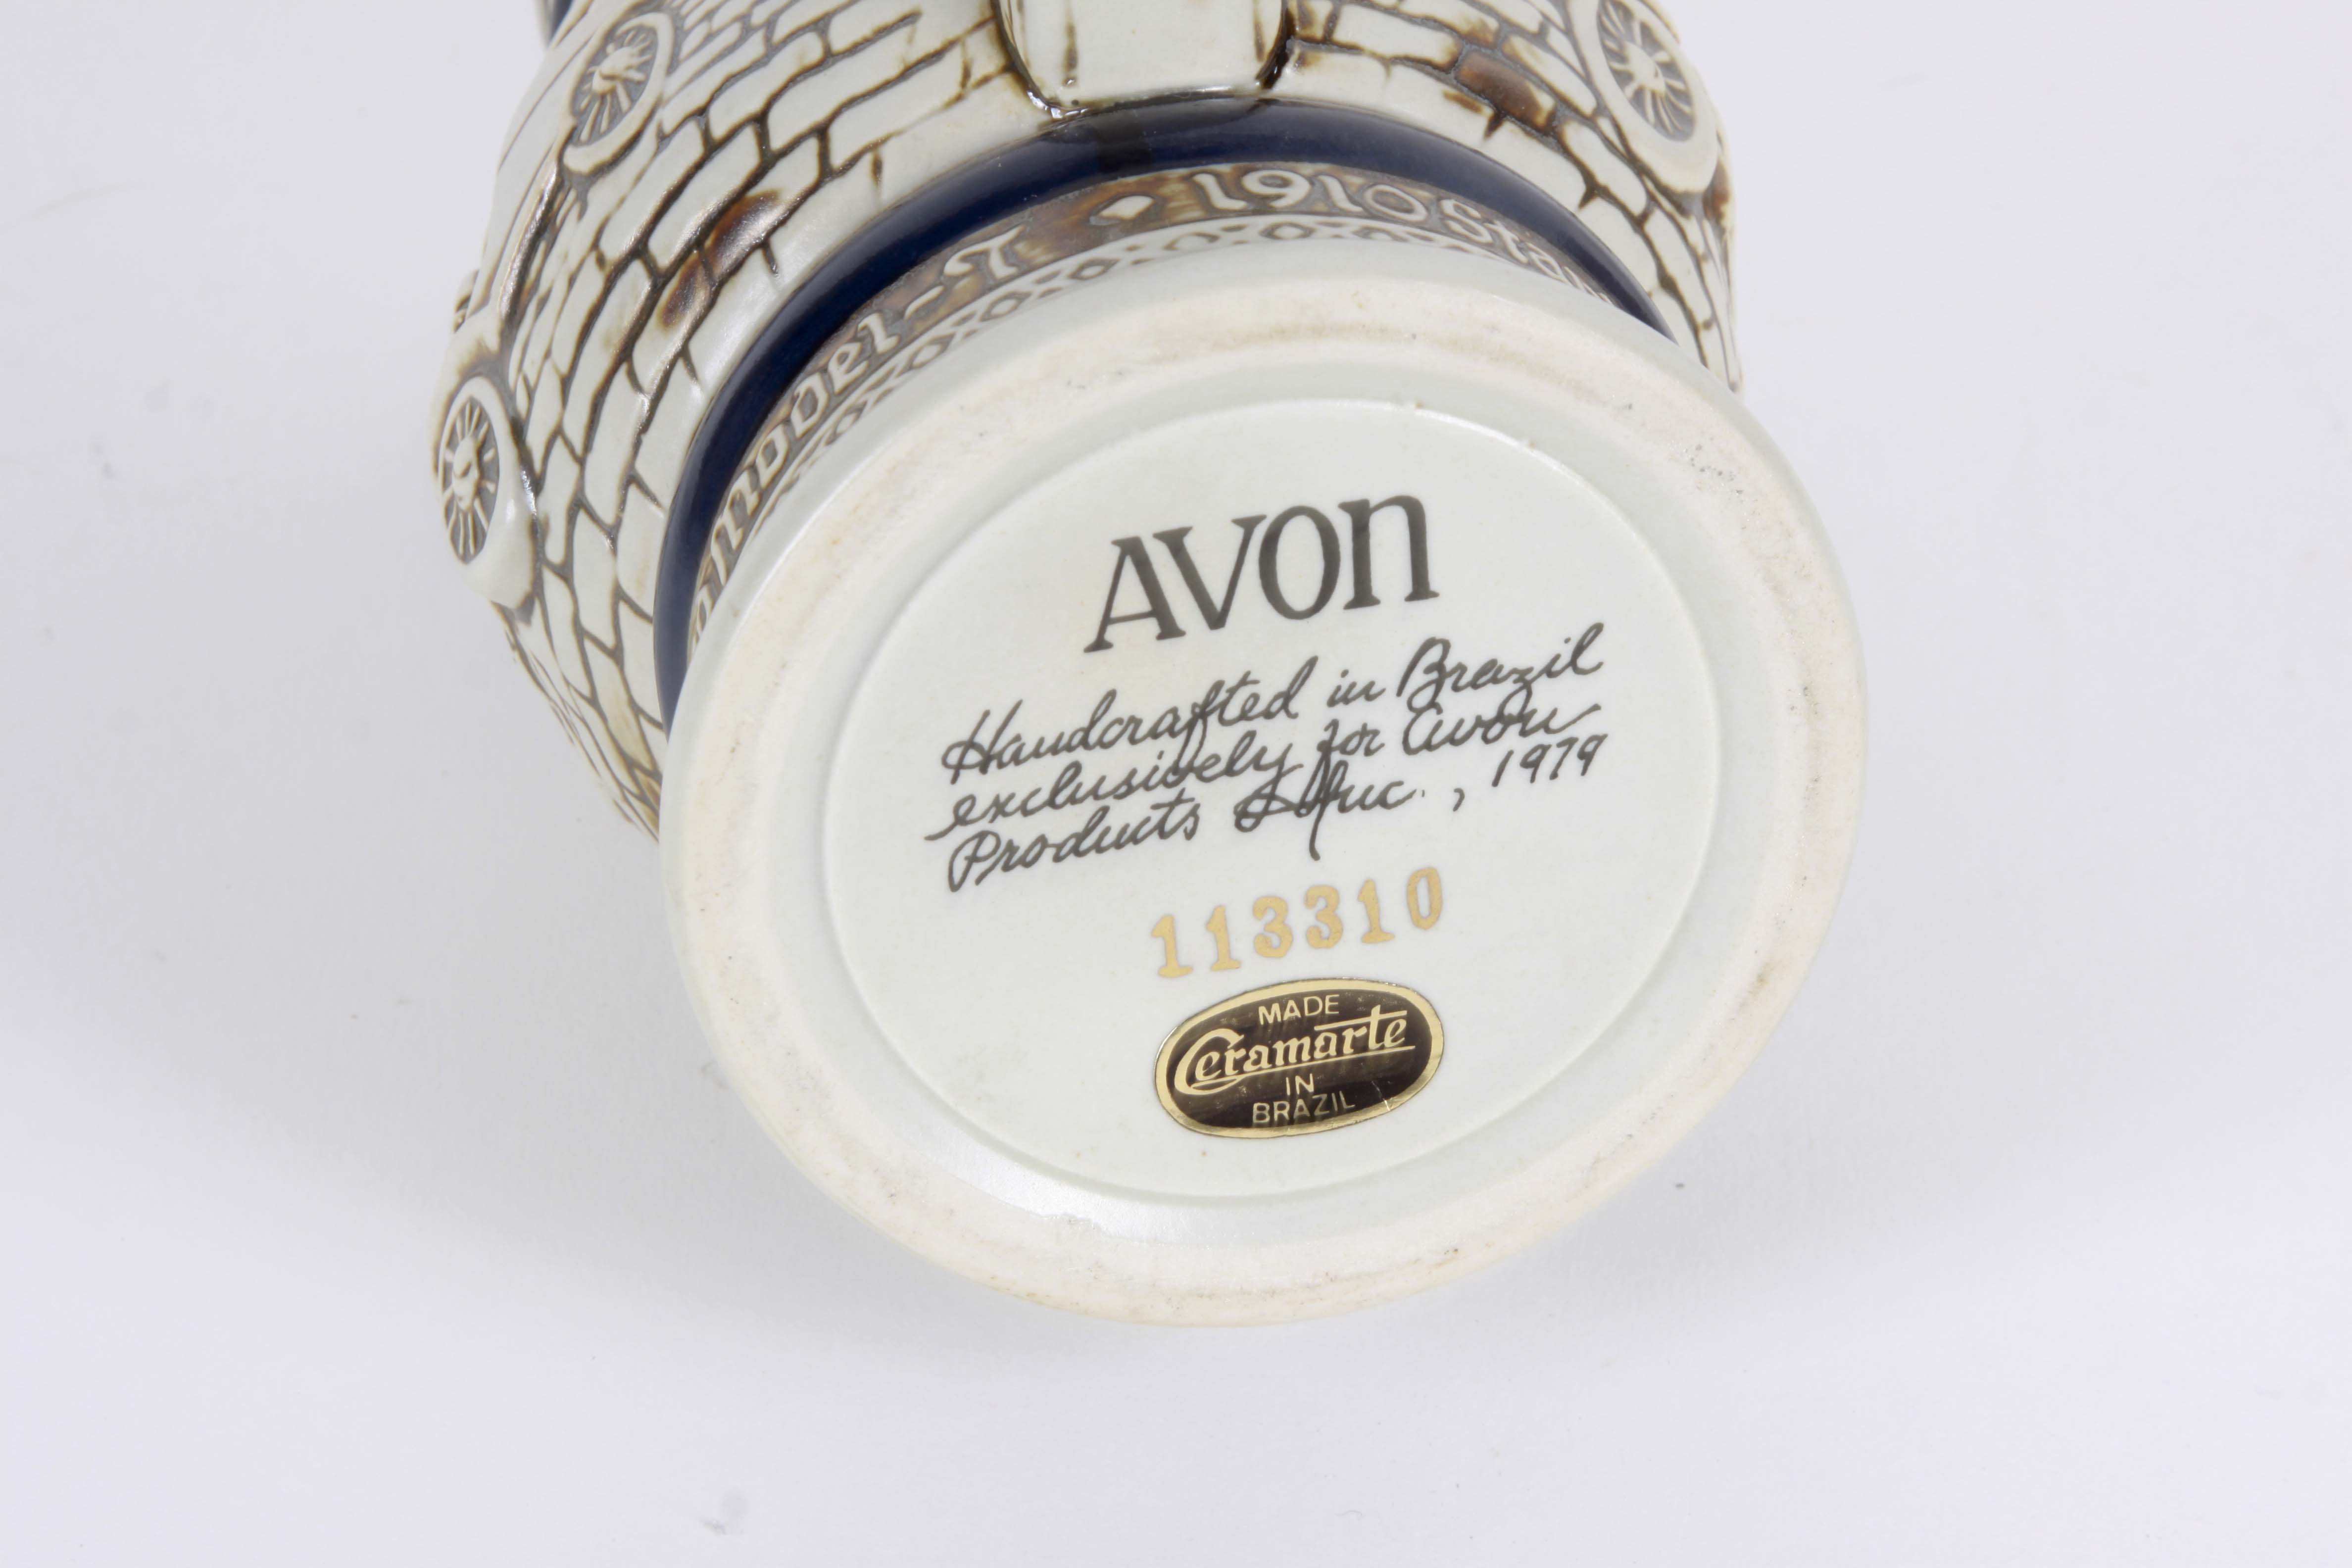 Model-T ◆ 1910 Sta
AVON
Handcrafted in Brazil
exclusively for Avon
Products Inc., 1979
113310
MADE
Ceramarte
IN
BRAZIL